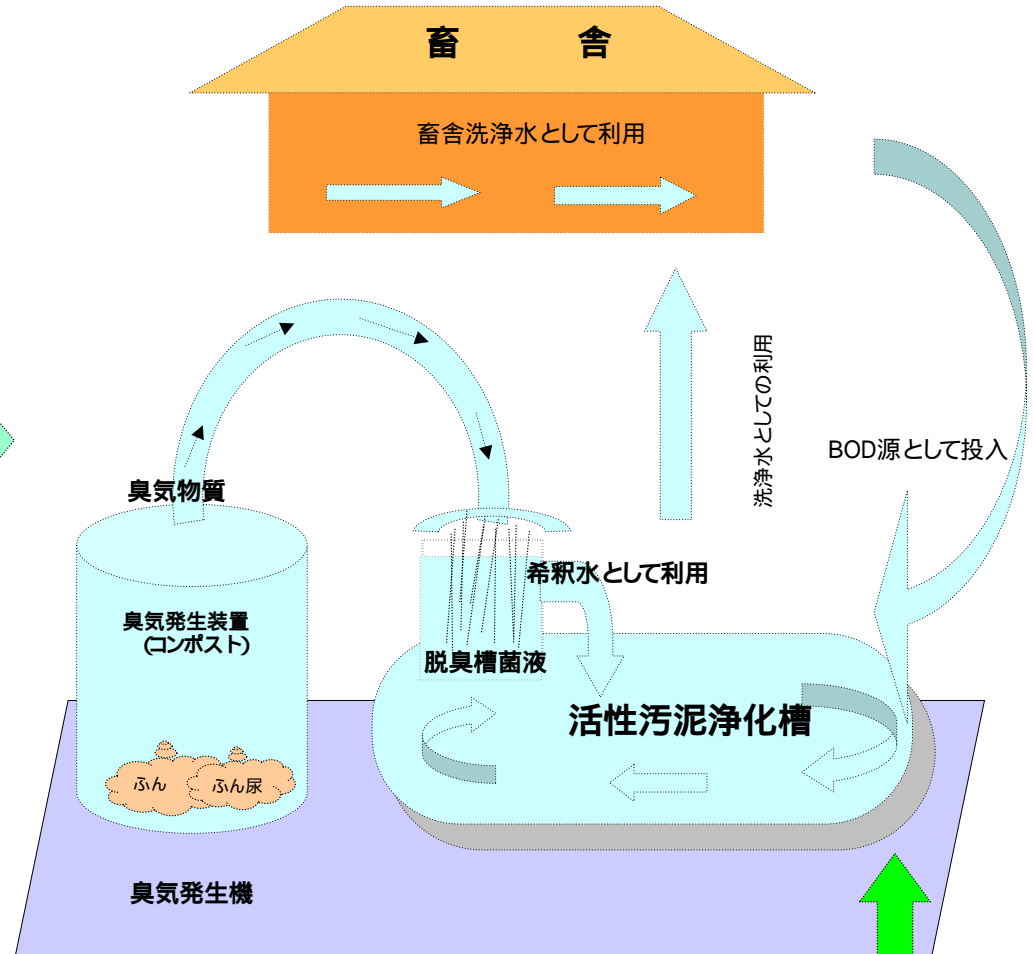 畜　　　舎
畜舎洗浄水として利用
洗浄水としての利用
BOD源として投入
臭気物質
希釈水として利用
臭気発生装置
(コンポスト)
脱臭槽菌液
活性汚泥浄化槽
ふん
ふん尿
臭気発生機